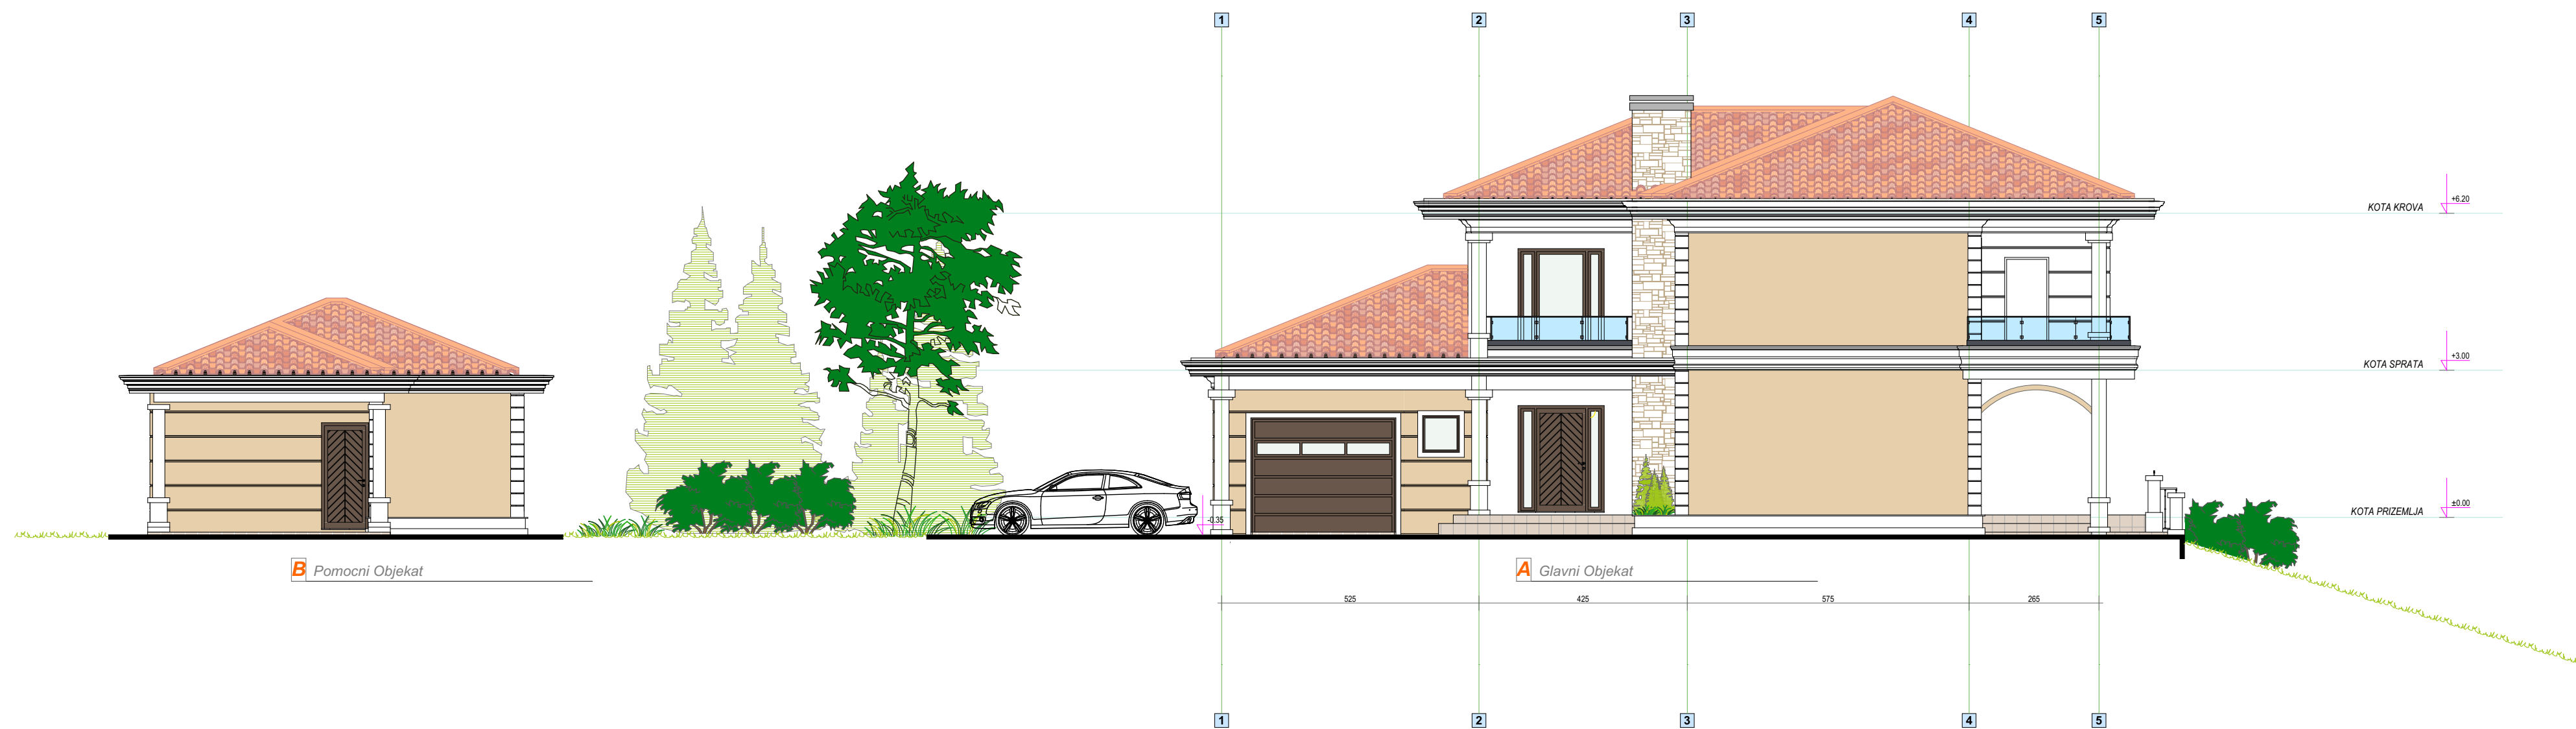 1 2 3 4 5
+6.20
KOTA KROVA
+3.00
KOTA SPRATA
±0.00
KOTA PRIZEMLJA
-0.35
B Pomocni Objekat
A Glavni Objekat
525 425 575 265
1 2 3 4 5